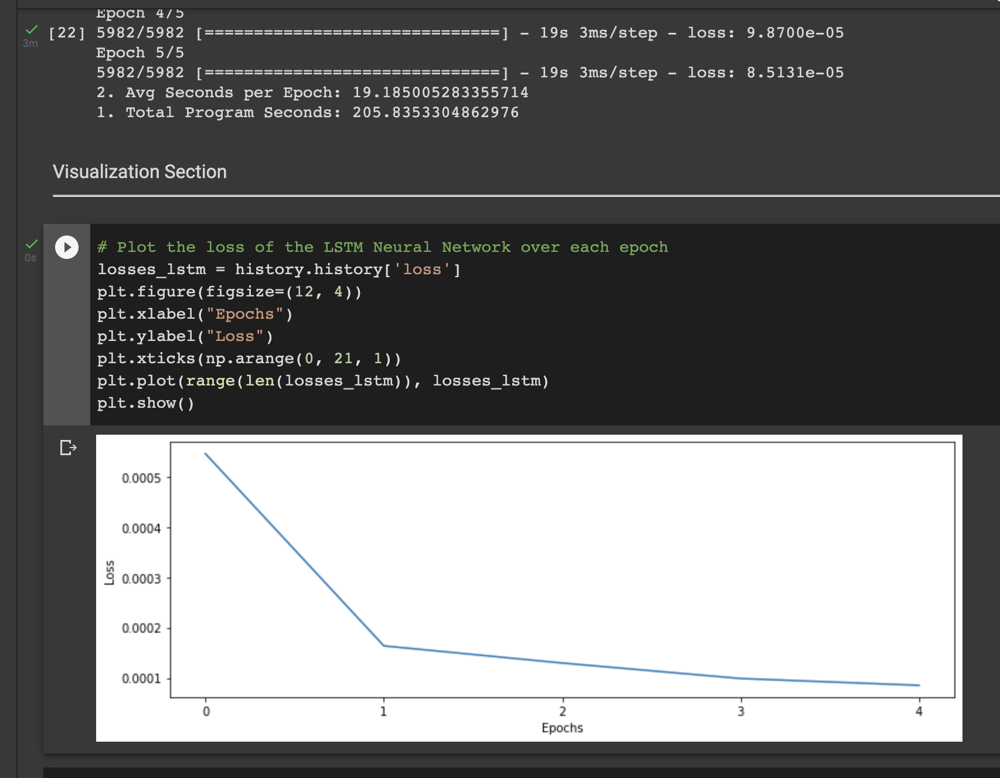 Epoch 4/5
[22] 5982/5982 [==============================] - 19s 3ms/step - loss: 9.8700e-05
3m
Epoch 5/5
5982/5982 [==============================] - 19s 3ms/step - loss: 8.5131e-05
2. Avg Seconds per Epoch: 19.185005283355714
1. Total Program Seconds: 205.8353304862976
Visualization Section
0s
# Plot the loss of the LSTM Neural Network over each epoch
losses_lstm = history.history['loss']
plt.figure(figsize=(12, 4))
plt.xlabel("Epochs")
plt.ylabel("Loss")
plt.xticks(np.arange(0, 21, 1))
plt.plot(range(len(losses_lstm)), losses_lstm)
plt.show()
0.0005
0.0004
0.0003
0.0002
0.0001
Loss
0 1 2 3 4
Epochs